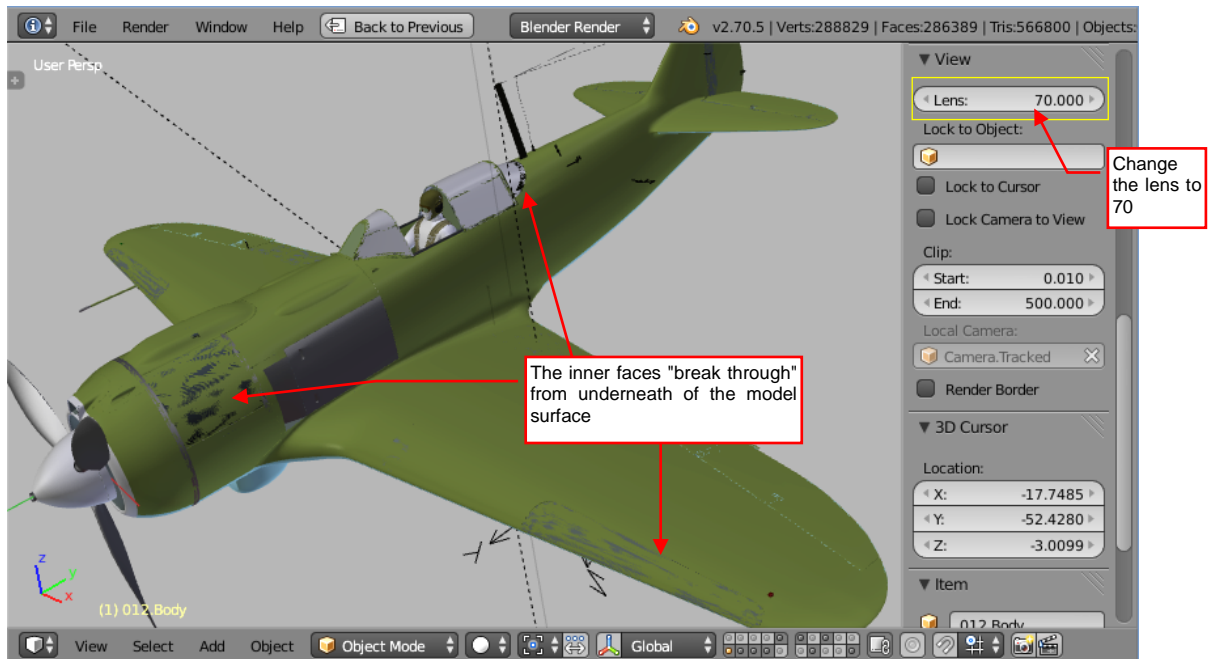 File Render Window Help Back to Previous Blender Render v2.70.5 | Verts:288829 | Faces:286389 | Tris:566800 | Objects:
User Persp
View
Lens: 70.000
Lock to Object:
Change
the lens to
70
Lock to Cursor
Lock Camera to View
Clip:
Start: 0.010
End: 500.000
Local Camera:
Camera.Tracked
Render Border
The inner faces "break through"
from underneath of the model
surface
3D Cursor
Location:
X: -17.7485
Y: -52.4280
Z: -3.0099
z
y
x
Item
(1) 012.Body
012.Body
View Select Add Object Object Mode Global